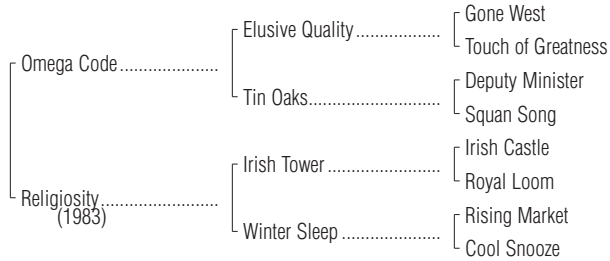 Gone West
Elusive Quality..................
Touch of Greatness
Omega Code.....................
Deputy Minister
Tin Oaks............................
Squan Song
Irish Castle
Irish Tower........................
Royal Loom
Religiosity.........................
(1983)
Rising Market
Winter Sleep.....................
Cool Snooze